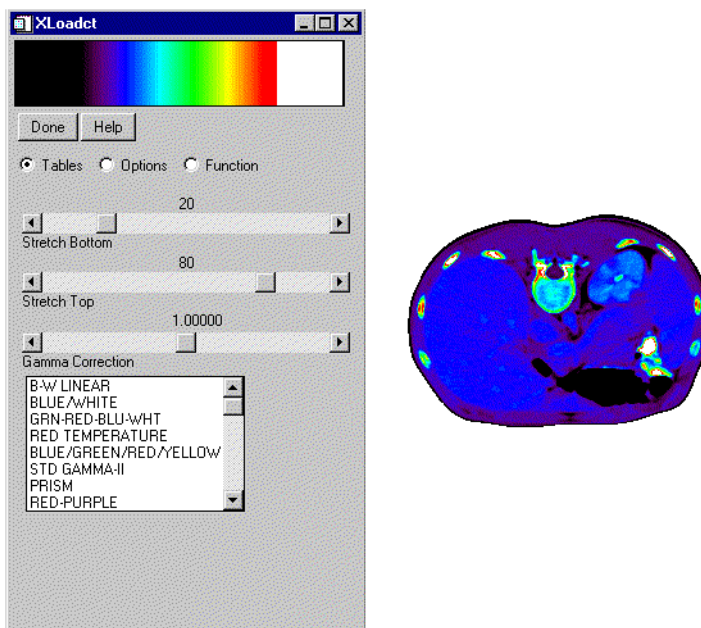 XLoadct
Done Help
Tables Options Function
20
Stretch Bottom
80
Stretch Top
1.00000
Gamma Correction
B-W LINEAR
BLUE/WHITE
GRN-RED-BLU-WHT
RED TEMPERATURE
BLUE/GREEN/RED/YELLOW
STD GAMMA-II
PRISM
RED-PURPLE